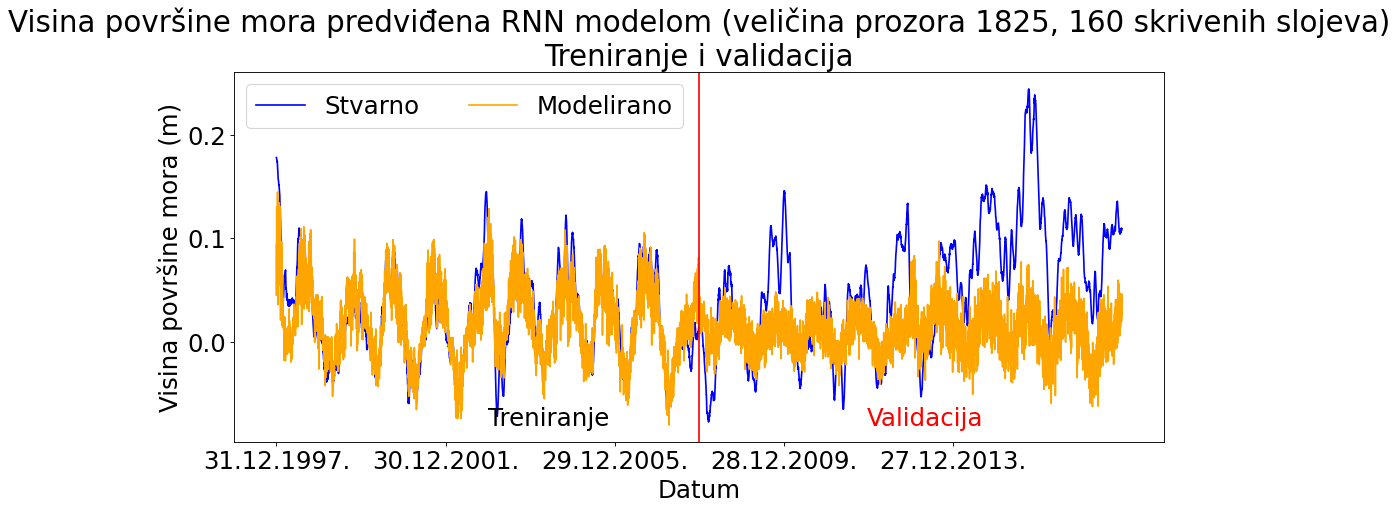 Visina površine mora predviđena RNN modelom (veličina prozora 1825, 160 skrivenih slojeva)
Treniranje i validacija
Stvarno Modelirano
Visina površine mora (m)
0.2
0.1
0.0
Treniranje Validacija
31.12.1997. 30.12.2001. 29.12.2005. 28.12.2009. 27.12.2013.
Datum